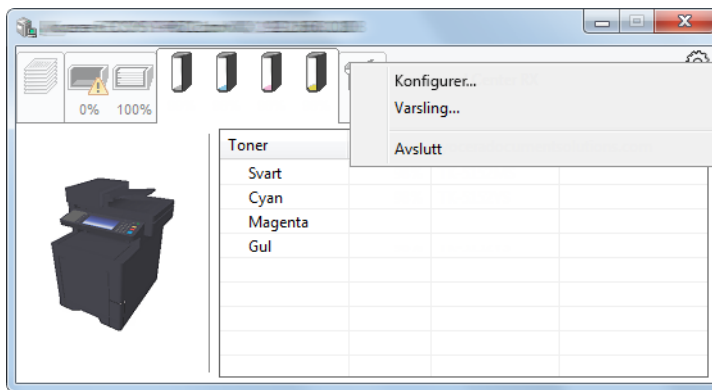 0% 100%
Konfigurer...
Varsling...
Avslutt
Toner
Svart
Cyan
Magenta
Gul